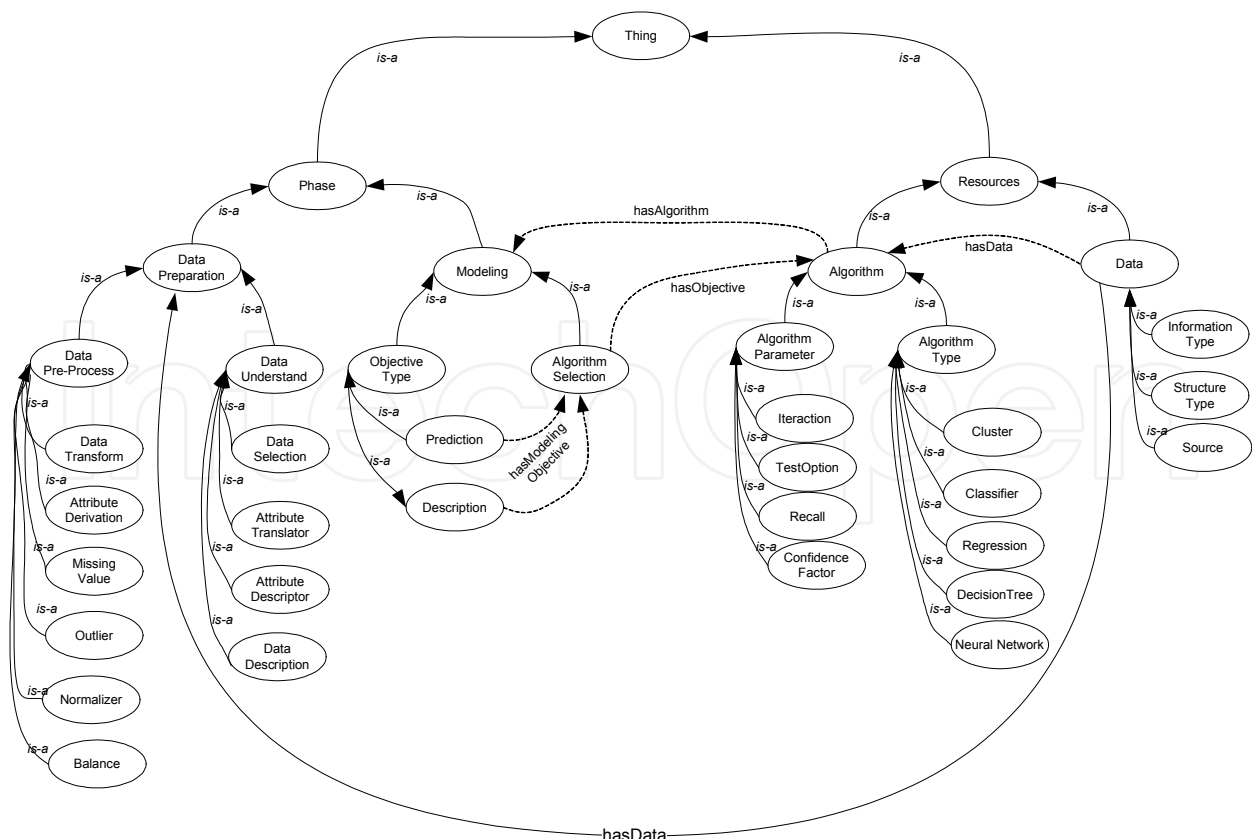 Thing
is-a
is-a
Phase
Resources
is-a
is-a
hasAlgorithm
is-a
is-a
Data
Preparation
Modeling
Algorithm
hasData
Data
is-a
is-a
is-a
is-a
hasObjective
is-a
is-a
Data
Pre-Process
Data
Understand
Objective
Type
Algorithm
Selection
Algorithm
Parameter
Algorithm
Type
is-a
Information
Type
is-a
Structure
Type
is-a
Source
is-a
Data
Transform
is-a
Attribute
Derivation
is-a
Missing
Value
is-a
Outlier
is-a
Normalizer
is-a
Balance
is-a
Data
Selection
is-a
Attribute
Translator
is-a
Attribute
Descriptor
is-a
Data
Description
is-a
Prediction
is-a
Description
hasModeling
Objective
is-a
Iteraction
is-a
TestOption
is-a
Recall
is-a
Confidence
Factor
is-a
Cluster
is-a
Classifier
is-a
Regression
is-a
DecisionTree
is-a
Neural Network
hasData
IntechOpen